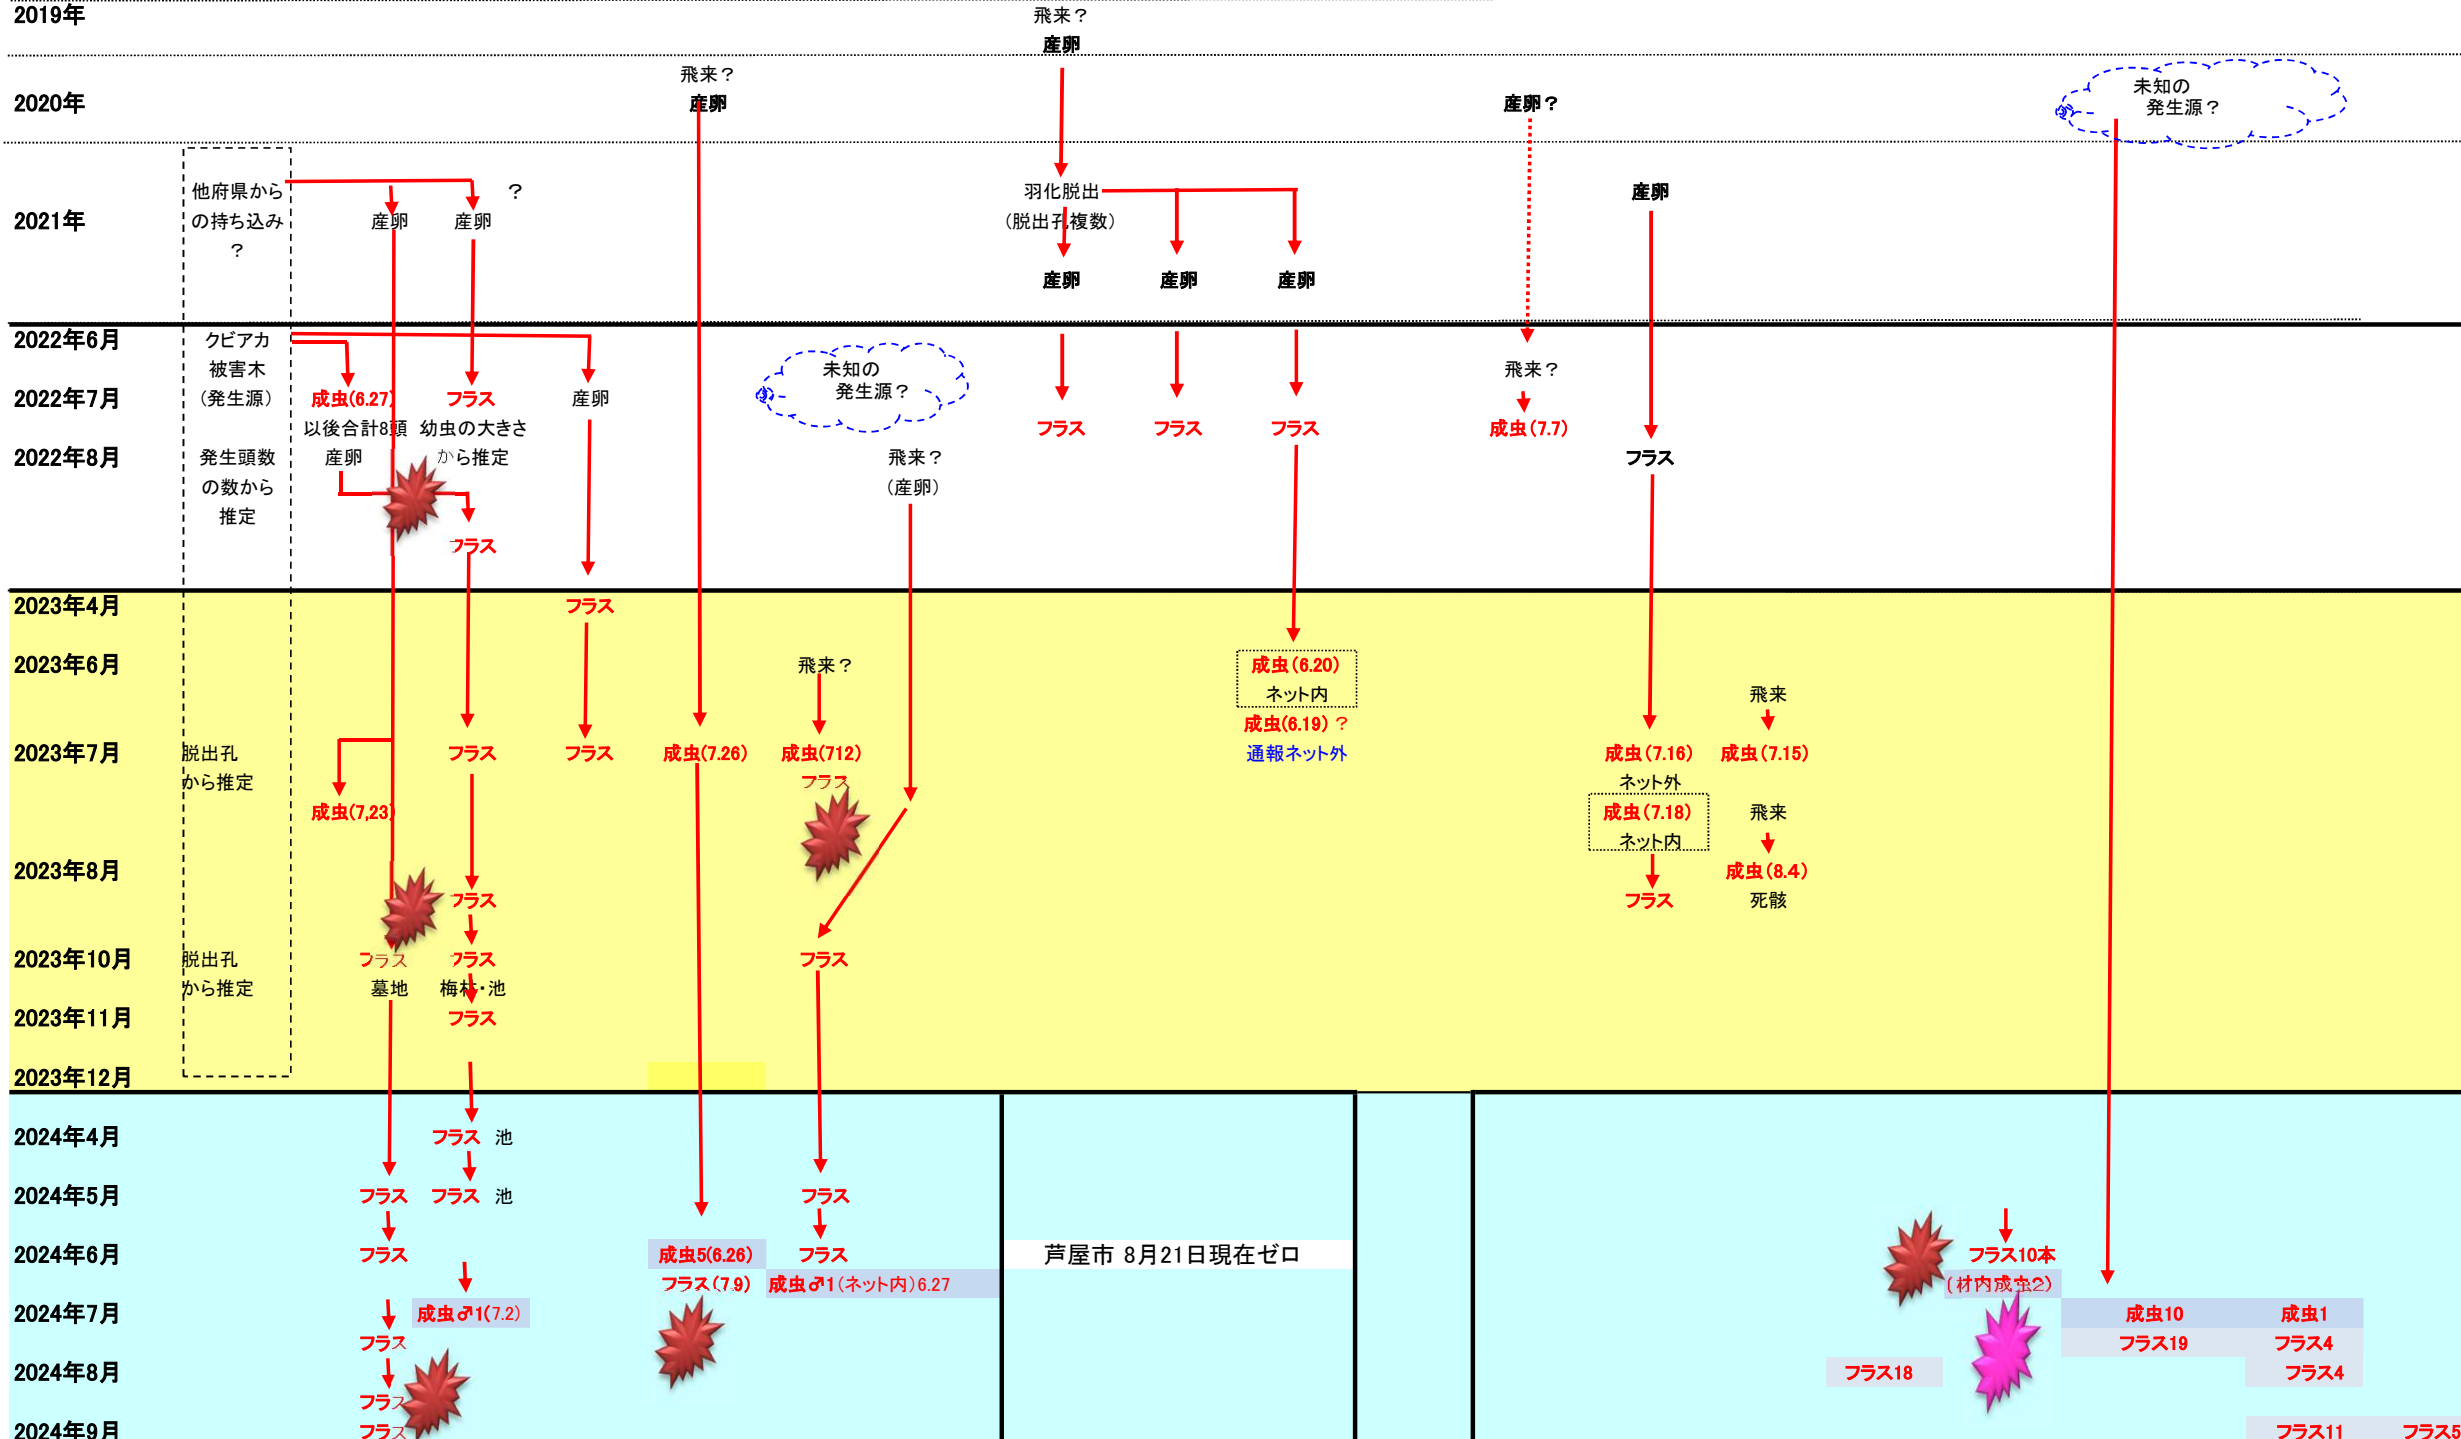 2019年
飛来？
産卵
2020年
飛来？
産卵
産卵？
未知の
発生源？
2021年
他府県から
の持ち込み
？
産卵
産卵
？
羽化脱出
（脱出孔複数）
産卵
産卵
産卵
産卵
2022年6月
クビアカ
被害木
2022年7月
（発生源）
成虫(6.27)
フラス
産卵
未知の
発生源？
飛来？
以後合計8頭
幼虫の大きさ
フラス
フラス
フラス
成虫(7.7)
2022年8月
発生頭数
産卵
から推定
飛来？
フラス
の数から
（産卵）
推定
フラス
2023年4月
フラス
2023年6月
飛来？
成虫(6.20)
ネット内
飛来
成虫(6.19)？
2023年7月
脱出孔
フラス
フラス
成虫(7.26)
成虫(712)
通報ネット外
成虫(7.16)
成虫(7.15)
から推定
フラス
ネット外
成虫(7,23)
成虫(7.18)
飛来
ネット内
2023年8月
成虫(8.4)
フラス
フラス
死骸
2023年10月
脱出孔
フラス
フラス
フラス
から推定
墓地
梅林・池
2023年11月
フラス
2023年12月
2024年4月
フラス 池
2024年5月
フラス
フラス 池
フラス
2024年6月
フラス
成虫5(6.26)
フラス
芦屋市 8月21日現在ゼロ
フラス10本
フラス(7.9)
成虫♂1(ネット内)6.27
(材内成虫2)
2024年7月
成虫♂1(7.2)
成虫10
成虫1
フラス
フラス19
フラス4
2024年8月
フラス18
フラス4
フラス
2024年9月
フラス
フラス11
フラス5